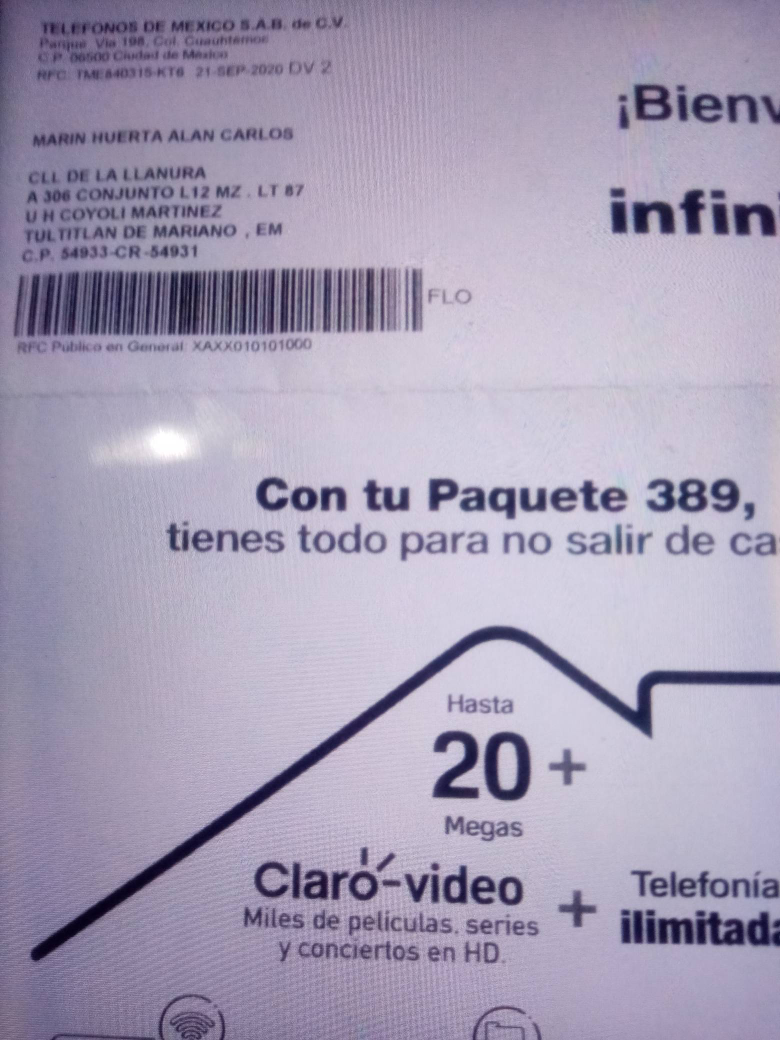 TELEFONOS DE MEXICO S.A.B. de C.V.
Parque Vía 198, Col. Cuauhtémoc
C.P. 06500 Ciudad de México
RFC: TME840315-KT6 21-SEP-2020 DV 2
MARIN HUERTA ALAN CARLOS
CLL DE LA LLANURA
A 306 CONJUNTO L12 MZ . LT 87
U H COYOLI MARTINEZ
TULTITLAN DE MARIANO , EM
C.P. 54933-CR -54931
FLO
RFC Público en General: XAXX010101000
¡Bienv
infini
Con tu Paquete 389,
tienes todo para no salir de ca
Hasta
20 +
Megas
Claro-video + Telefonía
Miles de películas, series ilimitada
y conciertos en HD.